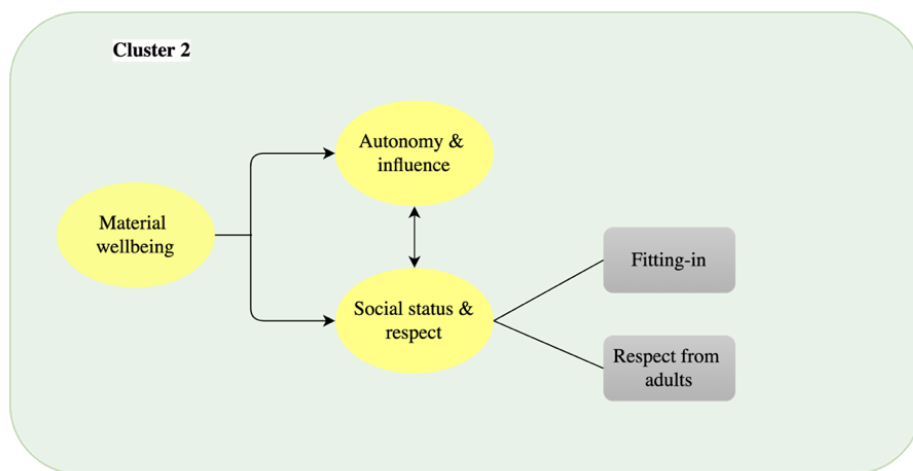 Cluster 2
Autonomy &
influence
Material
wellbeing
Social status &
respect
Fitting-in
Respect from
adults